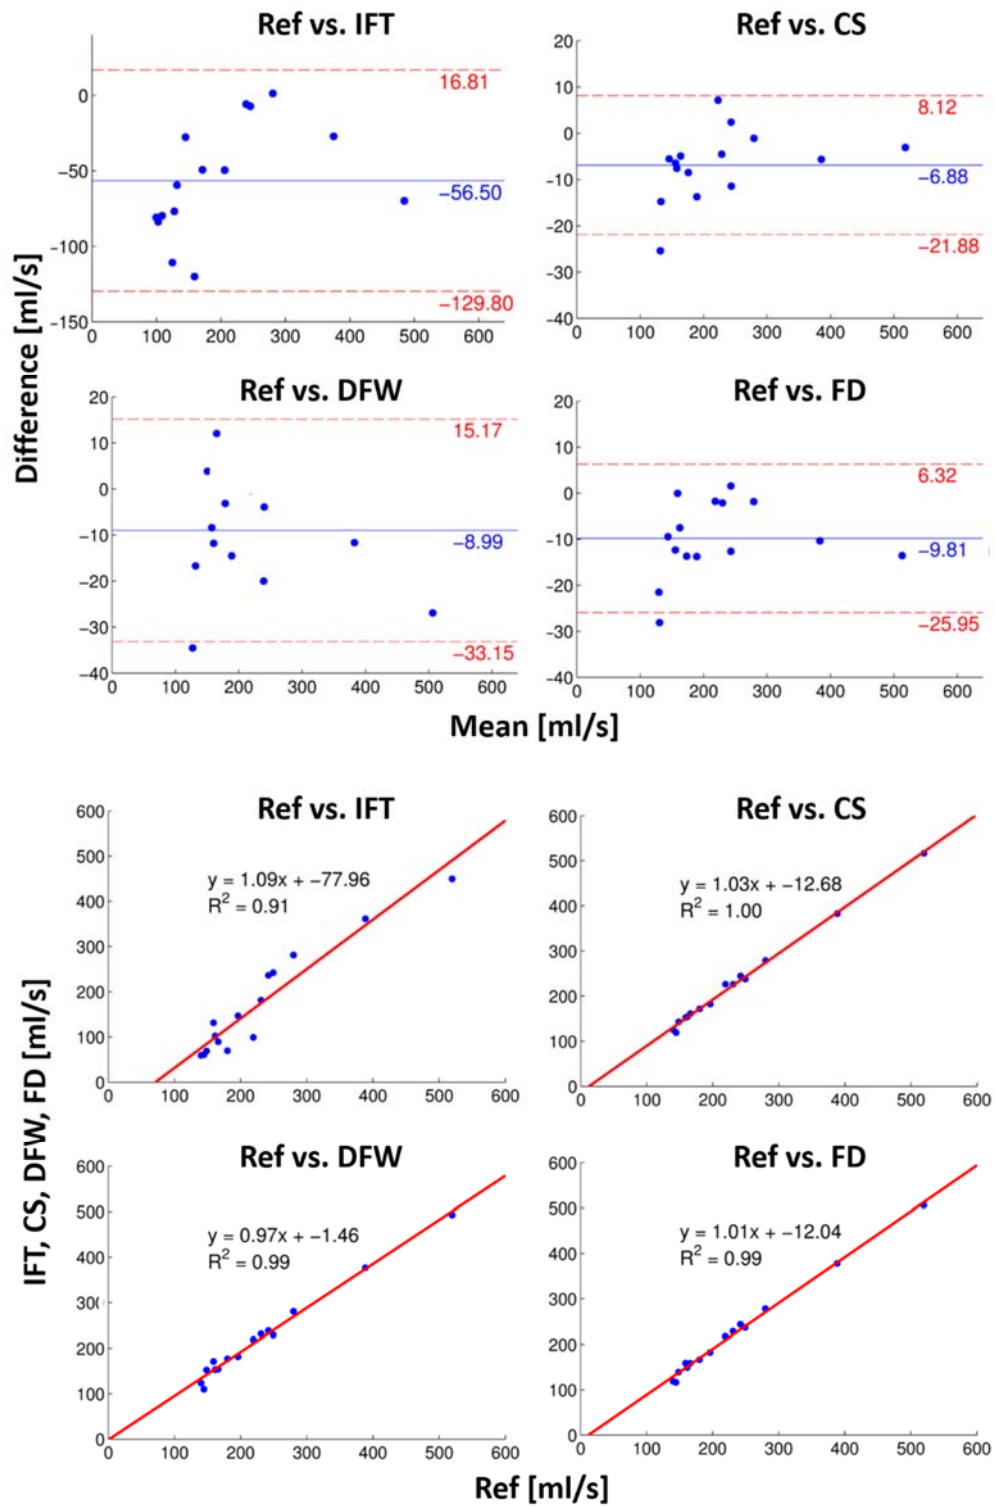 Ref vs. IFT
Ref vs. CS
Difference [ml/s]
0
−50
−100
−150
16.81
−56.50
−129.80
0 100 200 300 400 500 600
20
10
0
−10
−20
−30
−40
8.12
−6.88
−21.88
0 100 200 300 400 500 600
Ref vs. DFW
Ref vs. FD
20
10
0
−10
−20
−30
−40
15.17
−8.99
−33.15
0 100 200 300 400 500 600
20
10
0
−10
−20
−30
−40
6.32
−9.81
−25.95
0 100 200 300 400 500 600
Mean [ml/s]
Ref vs. IFT
Ref vs. CS
IFT, CS, DFW, FD [ml/s]
600
500
400
300
200
100
0
y = 1.09x + −77.96
R² = 0.91
0 100 200 300 400 500 600
600
500
400
300
200
100
0
y = 1.03x + −12.68
R² = 1.00
0 100 200 300 400 500 600
Ref vs. DFW
Ref vs. FD
600
500
400
200
100
0
y = 0.97x + −1.46
R² = 0.99
0 100 200 300 400 500 600
600
500
400
300
200
100
0
y = 1.01x + −12.04
R² = 0.99
0 100 200 300 400 500 600
Ref [ml/s]